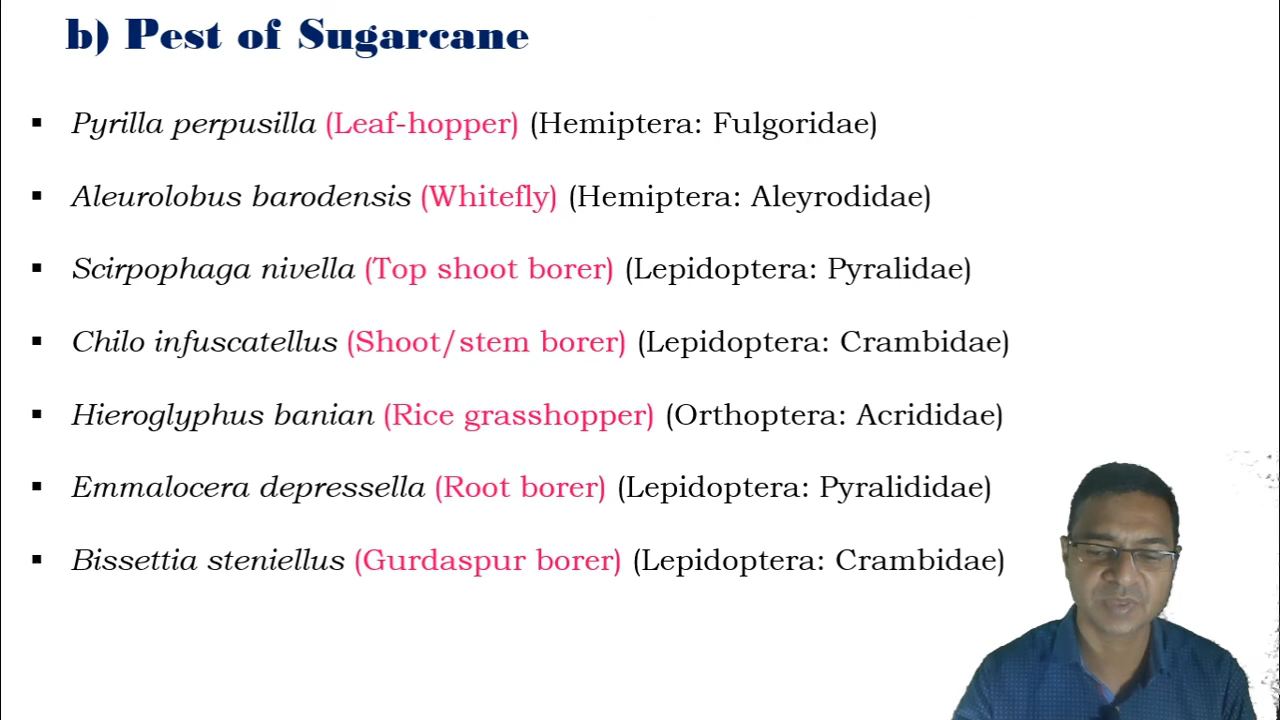 b) Pest of Sugarcane
▪ Pyrilla perpusilla (Leaf-hopper) (Hemiptera: Fulgoridae)
▪ Aleurolobus barodensis (Whitefly) (Hemiptera: Aleyrodidae)
▪ Scirpophaga nivella (Top shoot borer) (Lepidoptera: Pyralidae)
▪ Chilo infuscatellus (Shoot/stem borer) (Lepidoptera: Crambidae)
▪ Hieroglyphus banian (Rice grasshopper) (Orthoptera: Acrididae)
▪ Emmalocera depressella (Root borer) (Lepidoptera: Pyralididae)
▪ Bissettia steniellus (Gurdaspur borer) (Lepidoptera: Crambidae)